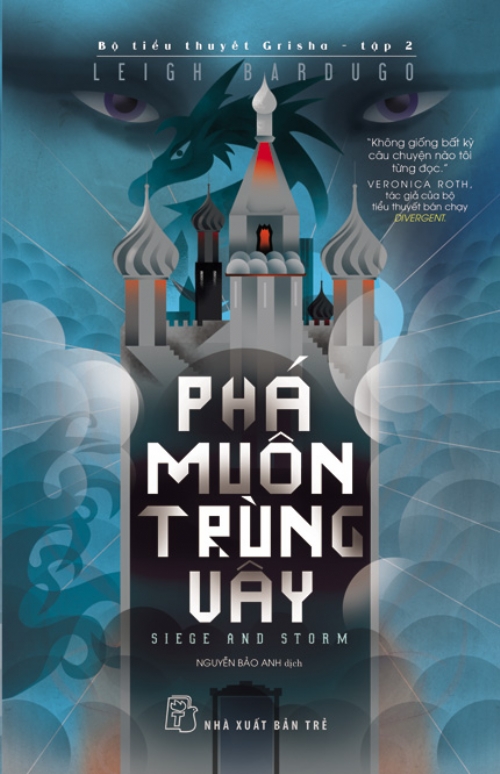 Bộ tiểu thuyết Grisha - tập 2
LEIGH BARDUGO
"Không giống bất kỳ
câu chuyện nào tôi
từng đọc."
VERONICA ROTH,
tác giả của bộ
tiểu thuyết bán chạy
DIVERGENT.
PHÁ
MUÔN
TRÙNG
VÂY
SIEGE AND STORM
NGUYỄN BẢO ANH dịch
NHÀ XUẤT BẢN TRẺ